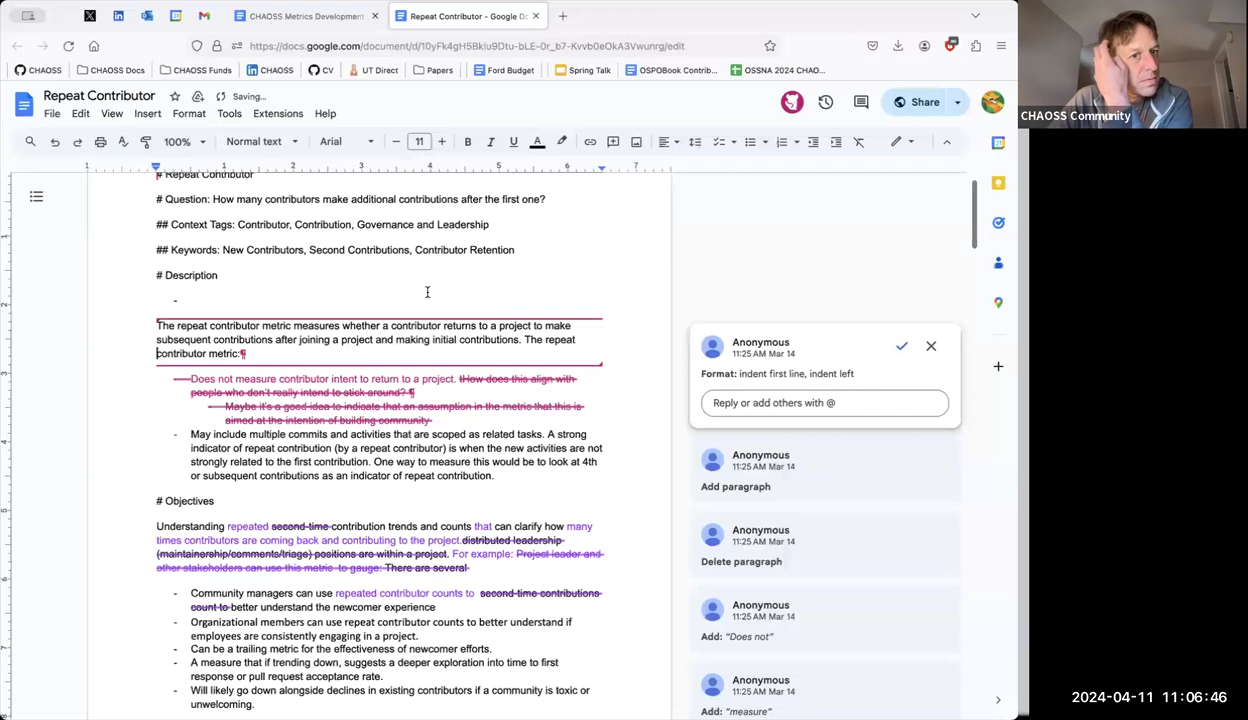 CHAOSS Metrics Development
Repeat Contributor - Google Do
https://docs.google.com/document/d/10yFk4gH5Bklu9Dtu-bLE-0r_b7-Kvvb0eOkA3Vwunrg/edit
CHAOSS
CHAOSS Docs
CHAOSS Funds
CHAOSS
CV
UT Direct
Papers
Ford Budget
Spring Talk
OSPOBook Contrib…
OSSNA 2024 CHAO…
Repeat Contributor
Saving…
File Edit View Insert Format Tools Extensions Help
Share
100% Normal text Arial 11 B I U A
1 1 2 3 4 5 6 7
# Repeat Contributor
# Question: How many contributors make additional contributions after the first one?
## Context Tags: Contributor, Contribution, Governance and Leadership
## Keywords: New Contributors, Second Contributions, Contributor Retention
# Description
-
The repeat contributor metric measures whether a contributor returns to a project to make
subsequent contributions after joining a project and making initial contributions. The repeat
contributor metric:¶
Does not measure contributor intent to return to a project. tHow does this align with
people who don't really intend to stick around? ¶
Maybe it's a good idea to indicate that an assumption in the metric that this is
aimed at the intention of building community
- May include multiple commits and activities that are scoped as related tasks. A strong
indicator of repeat contribution (by a repeat contributor) is when the new activities are not
strongly related to the first contribution. One way to measure this would be to look at 4th
or subsequent contributions as an indicator of repeat contribution.
# Objectives
Understanding repeated second-time contribution trends and counts that can clarify how many
times contributors are coming back and contributing to the project.distributed leadership
(maintainership/comments/triage) positions are within a project. For example: Project leader and
other stakeholders can use this metric to gauge: There are several
- Community managers can use repeated contributor counts to second-time contributions
count to better understand the newcomer experience
- Organizational members can use repeat contributor counts to better understand if
employees are consistently engaging in a project.
- Can be a trailing metric for the effectiveness of newcomer efforts.
- A measure that if trending down, suggests a deeper exploration into time to first
response or pull request acceptance rate.
- Will likely go down alongside declines in existing contributors if a community is toxic or
unwelcoming.
Anonymous
11:25 AM Mar 14
Format: indent first line, indent left
Reply or add others with @
Anonymous
11:25 AM Mar 14
Add paragraph
Anonymous
11:25 AM Mar 14
Delete paragraph
Anonymous
11:25 AM Mar 14
Add: "Does not"
Anonymous
11:25 AM Mar 14
Add: "measure"
CHAOSS Community
2024-04-11 11:06:46